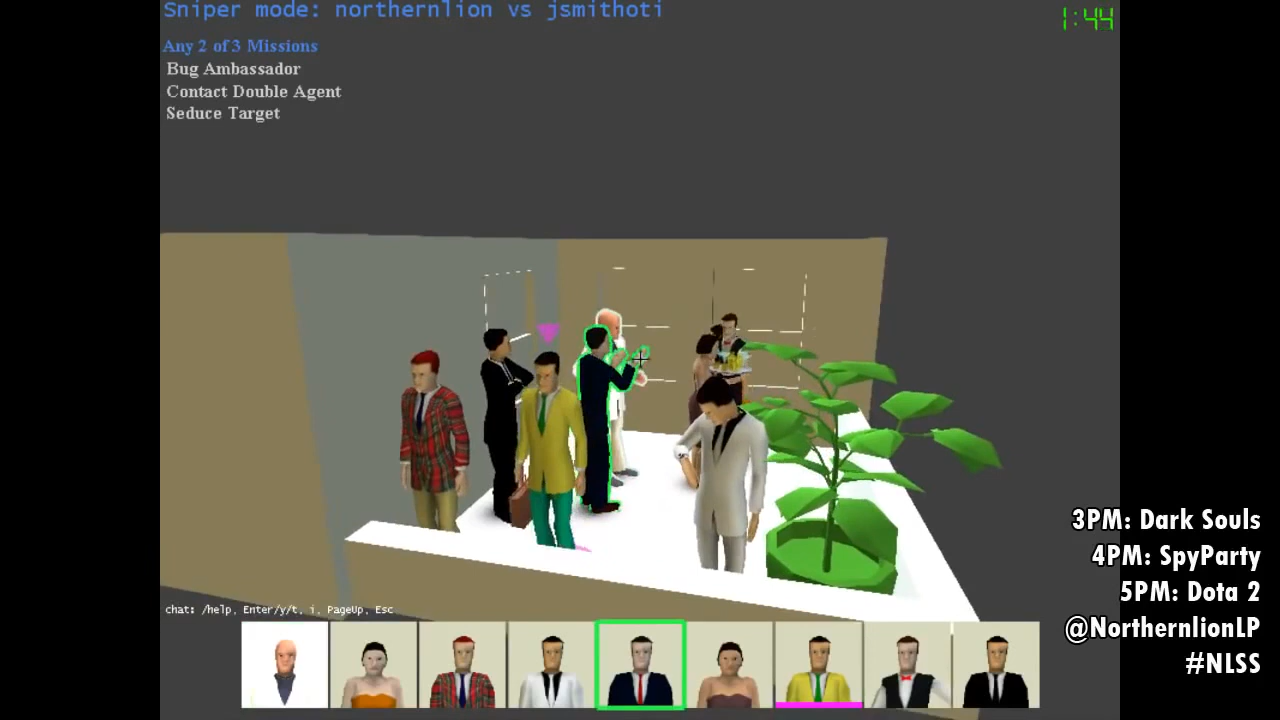 Sniper mode: northernlion vs jsmithoti
1:44
Any 2 of 3 Missions
Bug Ambassador
Contact Double Agent
Seduce Target
3PM: Dark Souls
4PM: SpyParty
5PM: Dota 2
@NorthernlionLP
#NLSS
chat: /help, Enter/y/t, i, PageUp, Esc